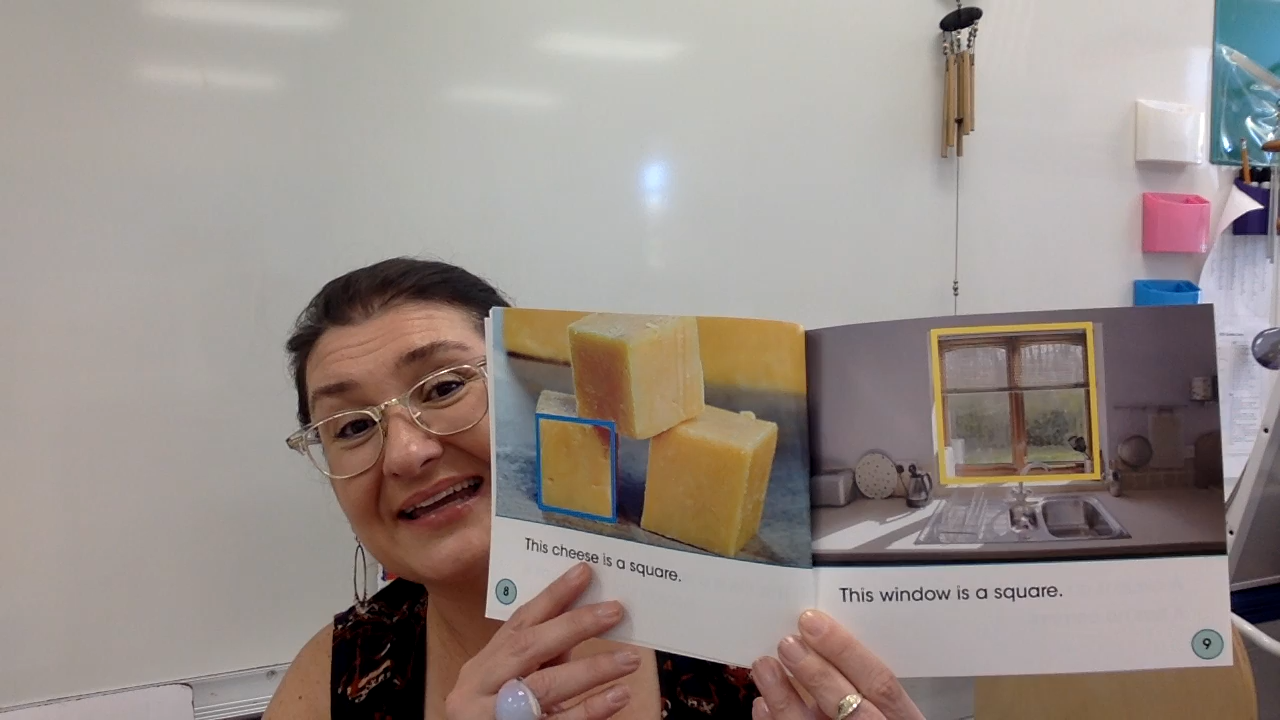 This cheese is a square.
8
This window is a square.
9